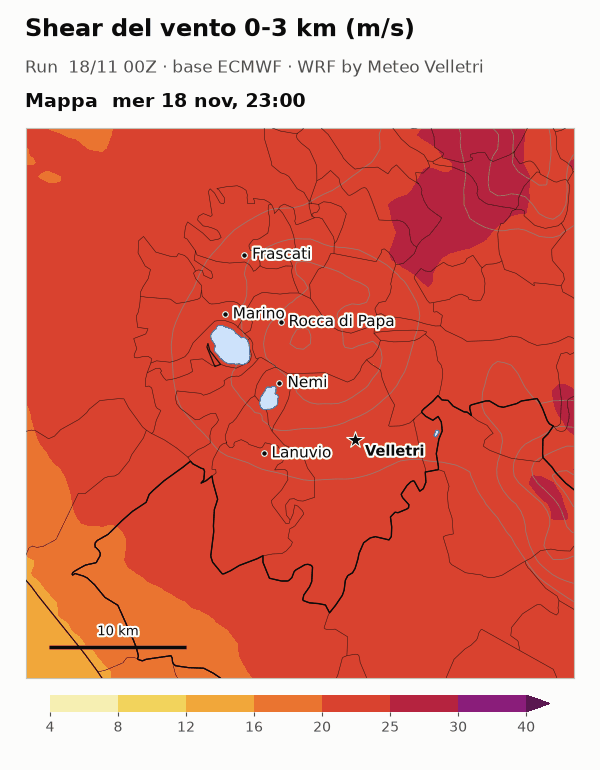 Shear del vento 0-3 km (m/s)
Run  18/11 00Z · base ECMWF · WRF by Meteo Velletri
Mappa  mer 18 nov, 23:00
Frascati
Marino
Rocca di Papa
Nemi
Velletri
Lanuvio
10 km
4 8 12 16 20 25 30 40